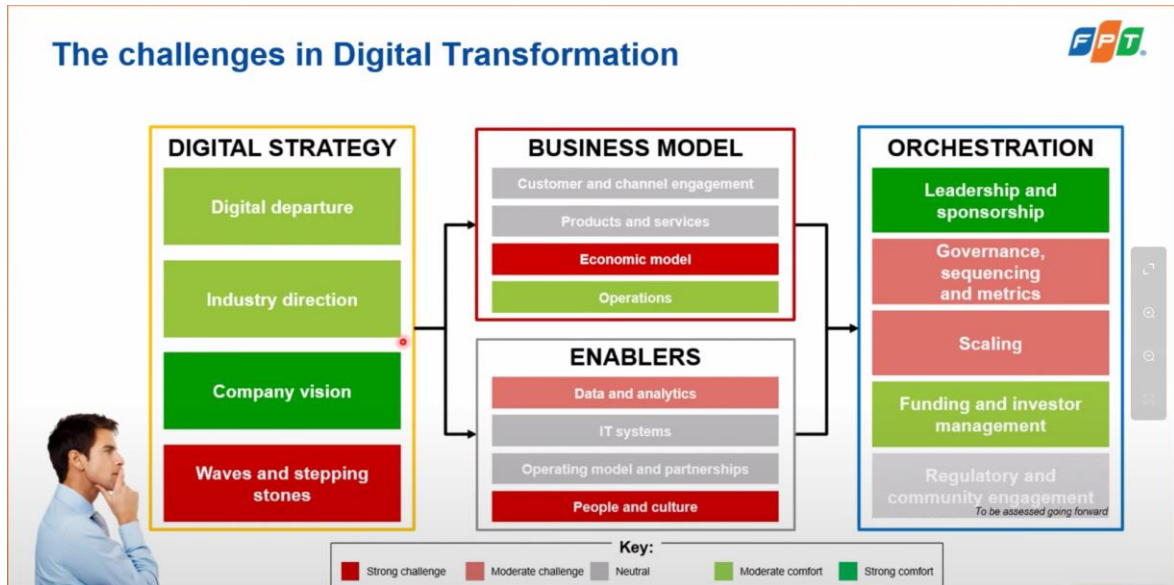 The challenges in Digital Transformation
FPT
DIGITAL STRATEGY
Digital departure
Industry direction
Company vision
Waves and stepping
stones
BUSINESS MODEL
Customer and channel engagement
Products and services
Economic model
Operations
ENABLERS
Data and analytics
IT systems
Operating model and partnerships
People and culture
ORCHESTRATION
Leadership and
sponsorship
Governance,
sequencing
and metrics
Scaling
Funding and investor
management
Regulatory and
community engagement
To be assessed going forward
Key:
Strong challenge
Moderate challenge
Neutral
Moderate comfort
Strong comfort